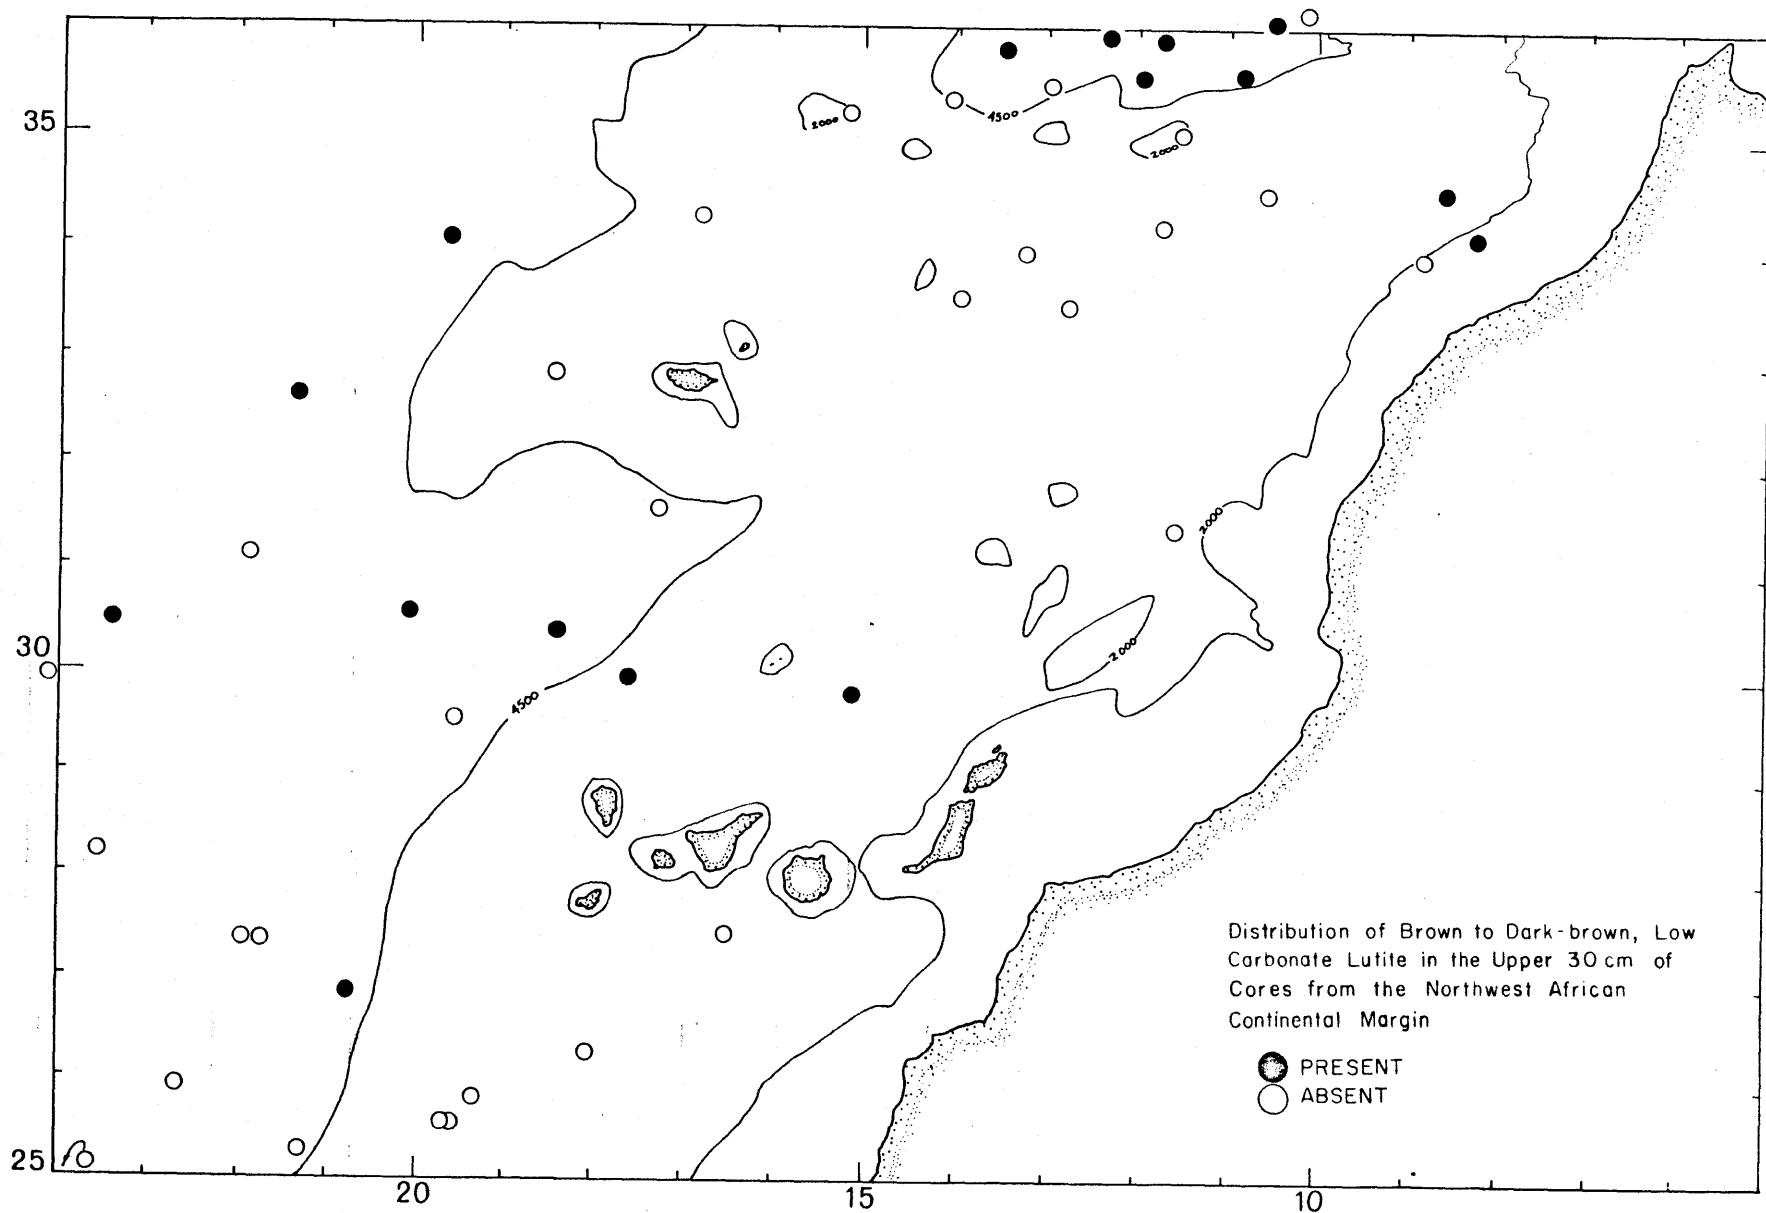 2000
4500
2000
35
2000
30
2000
4500
Distribution of Brown to Dark-brown, Low
Carbonate Lutite in the Upper 30 cm of
Cores from the Northwest African
Continental Margin
PRESENT
ABSENT
25
20
15
10